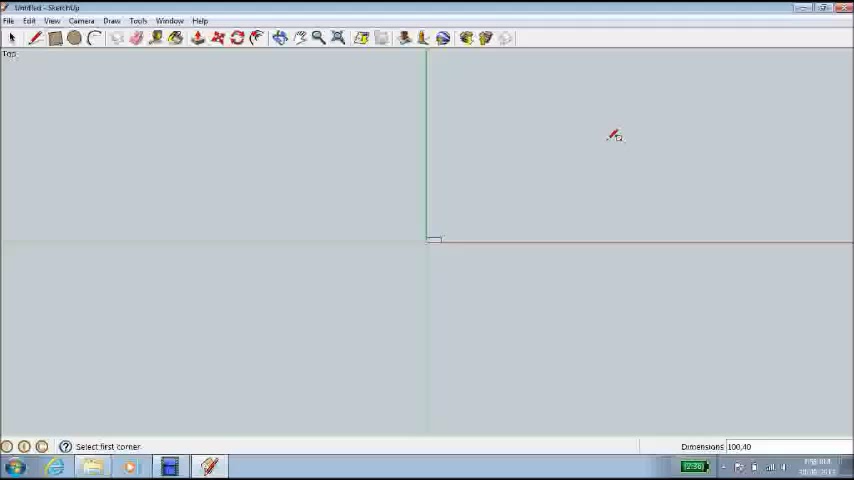 Untitled - SketchUp
File Edit View Camera Draw Tools Window Help
Top
Select first corner
Dimensions 100,40